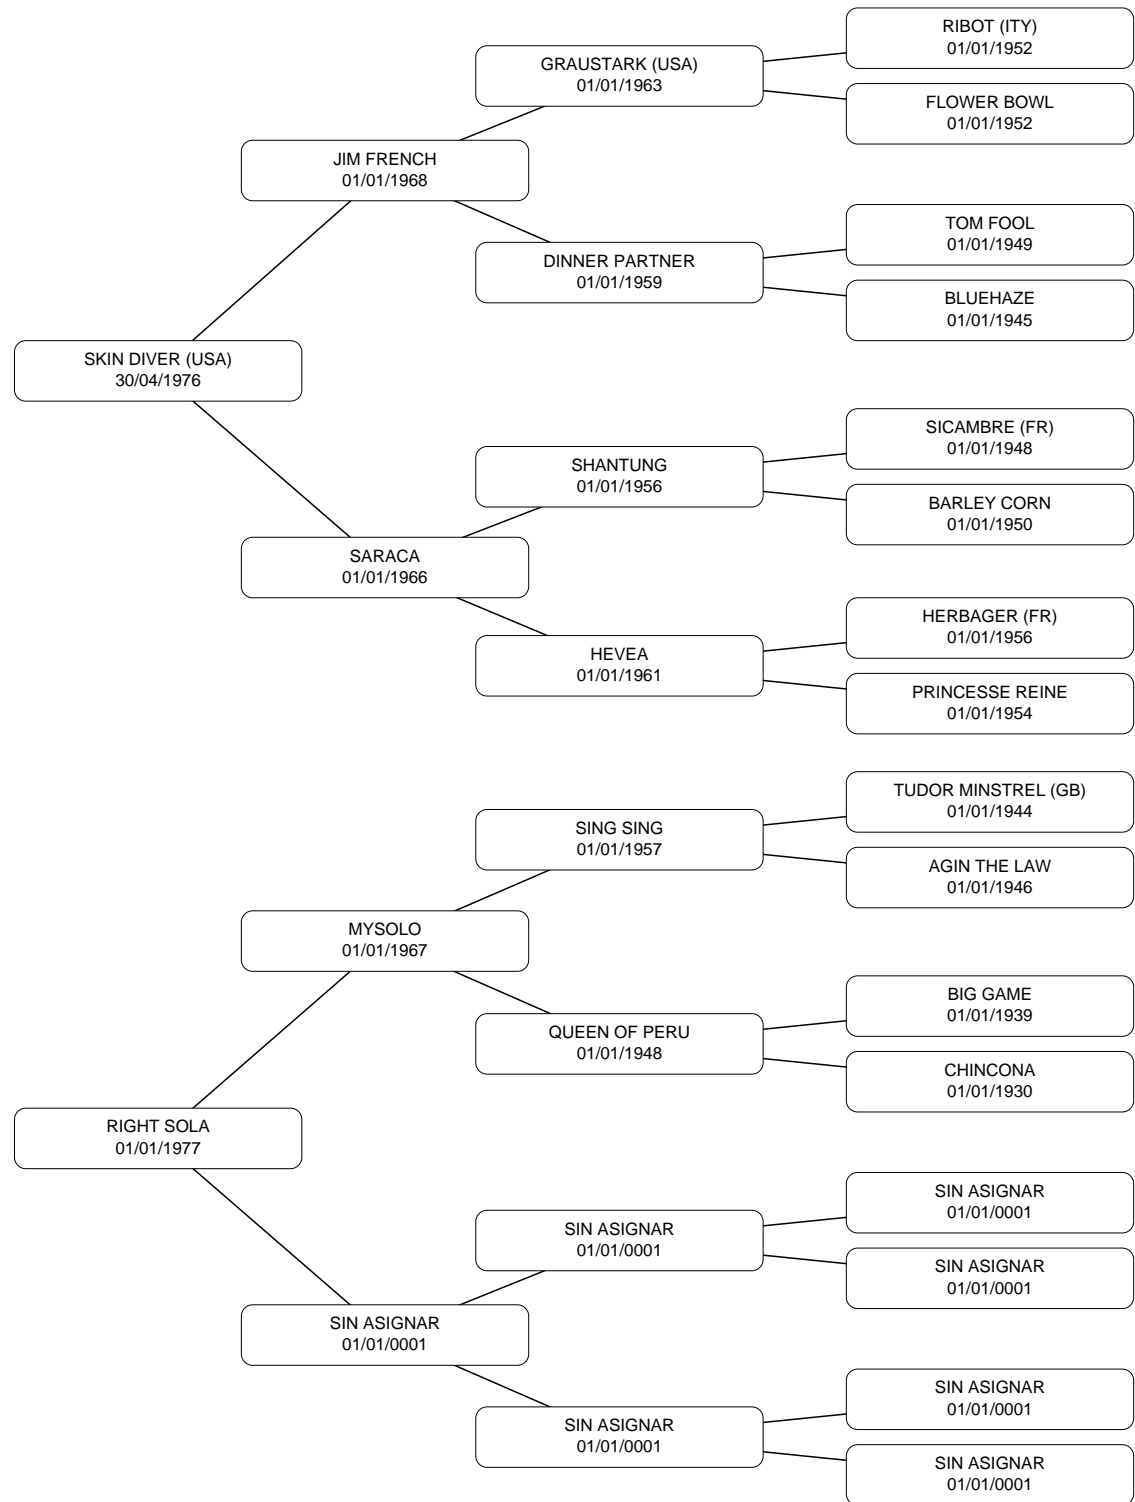 RIBOT (ITY)
01/01/1952
GRAUSTARK (USA)
01/01/1963
FLOWER BOWL
01/01/1952
JIM FRENCH
01/01/1968
TOM FOOL
01/01/1949
DINNER PARTNER
01/01/1959
BLUEHAZE
01/01/1945
SKIN DIVER (USA)
30/04/1976
SICAMBRE (FR)
01/01/1948
SHANTUNG
01/01/1956
BARLEY CORN
01/01/1950
SARACA
01/01/1966
HERBAGER (FR)
01/01/1956
HEVEA
01/01/1961
PRINCESSE REINE
01/01/1954
TUDOR MINSTREL (GB)
01/01/1944
SING SING
01/01/1957
AGIN THE LAW
01/01/1946
MYSOLO
01/01/1967
BIG GAME
01/01/1939
QUEEN OF PERU
01/01/1948
CHINCONA
01/01/1930
RIGHT SOLA
01/01/1977
SIN ASIGNAR
01/01/0001
SIN ASIGNAR
01/01/0001
SIN ASIGNAR
01/01/0001
SIN ASIGNAR
01/01/0001
SIN ASIGNAR
01/01/0001
SIN ASIGNAR
01/01/0001
SIN ASIGNAR
01/01/0001